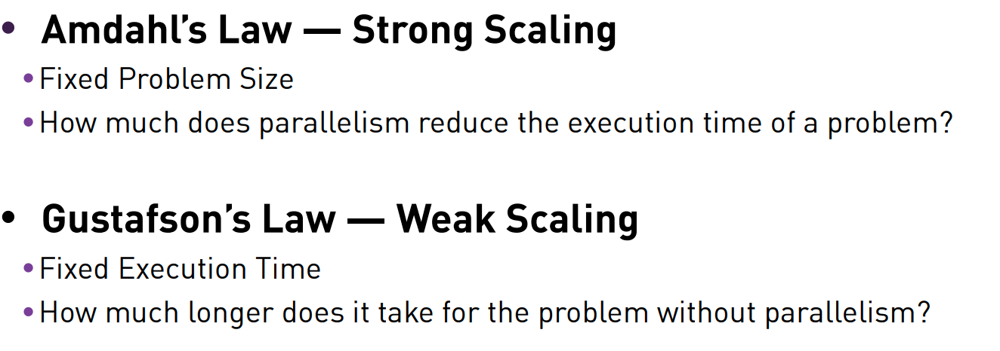 • Amdahl’s Law — Strong Scaling
• Fixed Problem Size
• How much does parallelism reduce the execution time of a problem?
• Gustafson’s Law — Weak Scaling
• Fixed Execution Time
• How much longer does it take for the problem without parallelism?